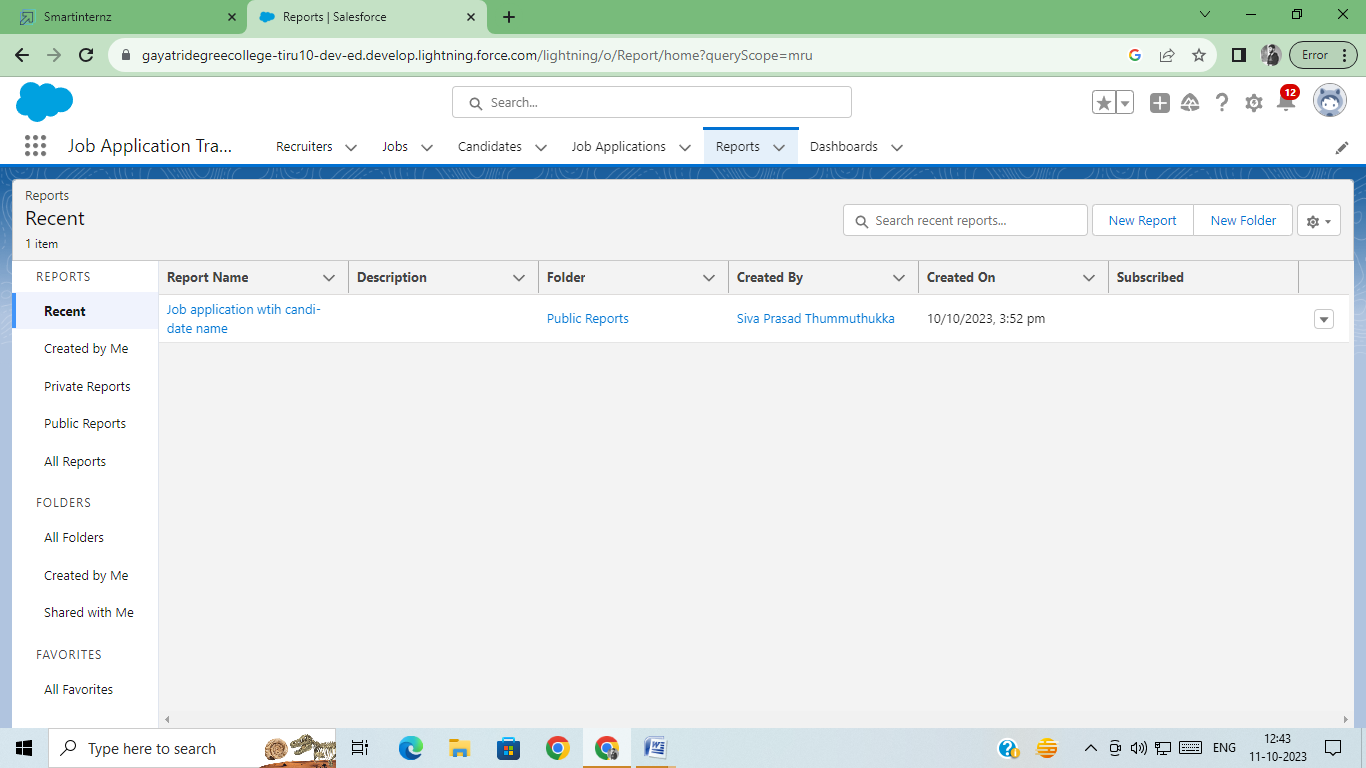 Smartinternz
Reports | Salesforce
gayatridegreecollege-tiru10-dev-ed.develop.lightning.force.com/lightning/o/Report/home?queryScope=mru
Error
Search...
12
Job Application Tra...
Recruiters
Jobs
Candidates
Job Applications
Reports
Dashboards
Reports
Recent
1 item
Search recent reports...
New Report
New Folder
REPORTS
Recent
Created by Me
Private Reports
Public Reports
All Reports
FOLDERS
All Folders
Created by Me
Shared with Me
FAVORITES
All Favorites
Report Name
Description
Folder
Created By
Created On
Subscribed
Job application wtih candi-
date name
Public Reports
Siva Prasad Thummuthukka
10/10/2023, 3:52 pm
Type here to search
ENG
12:43
11-10-2023